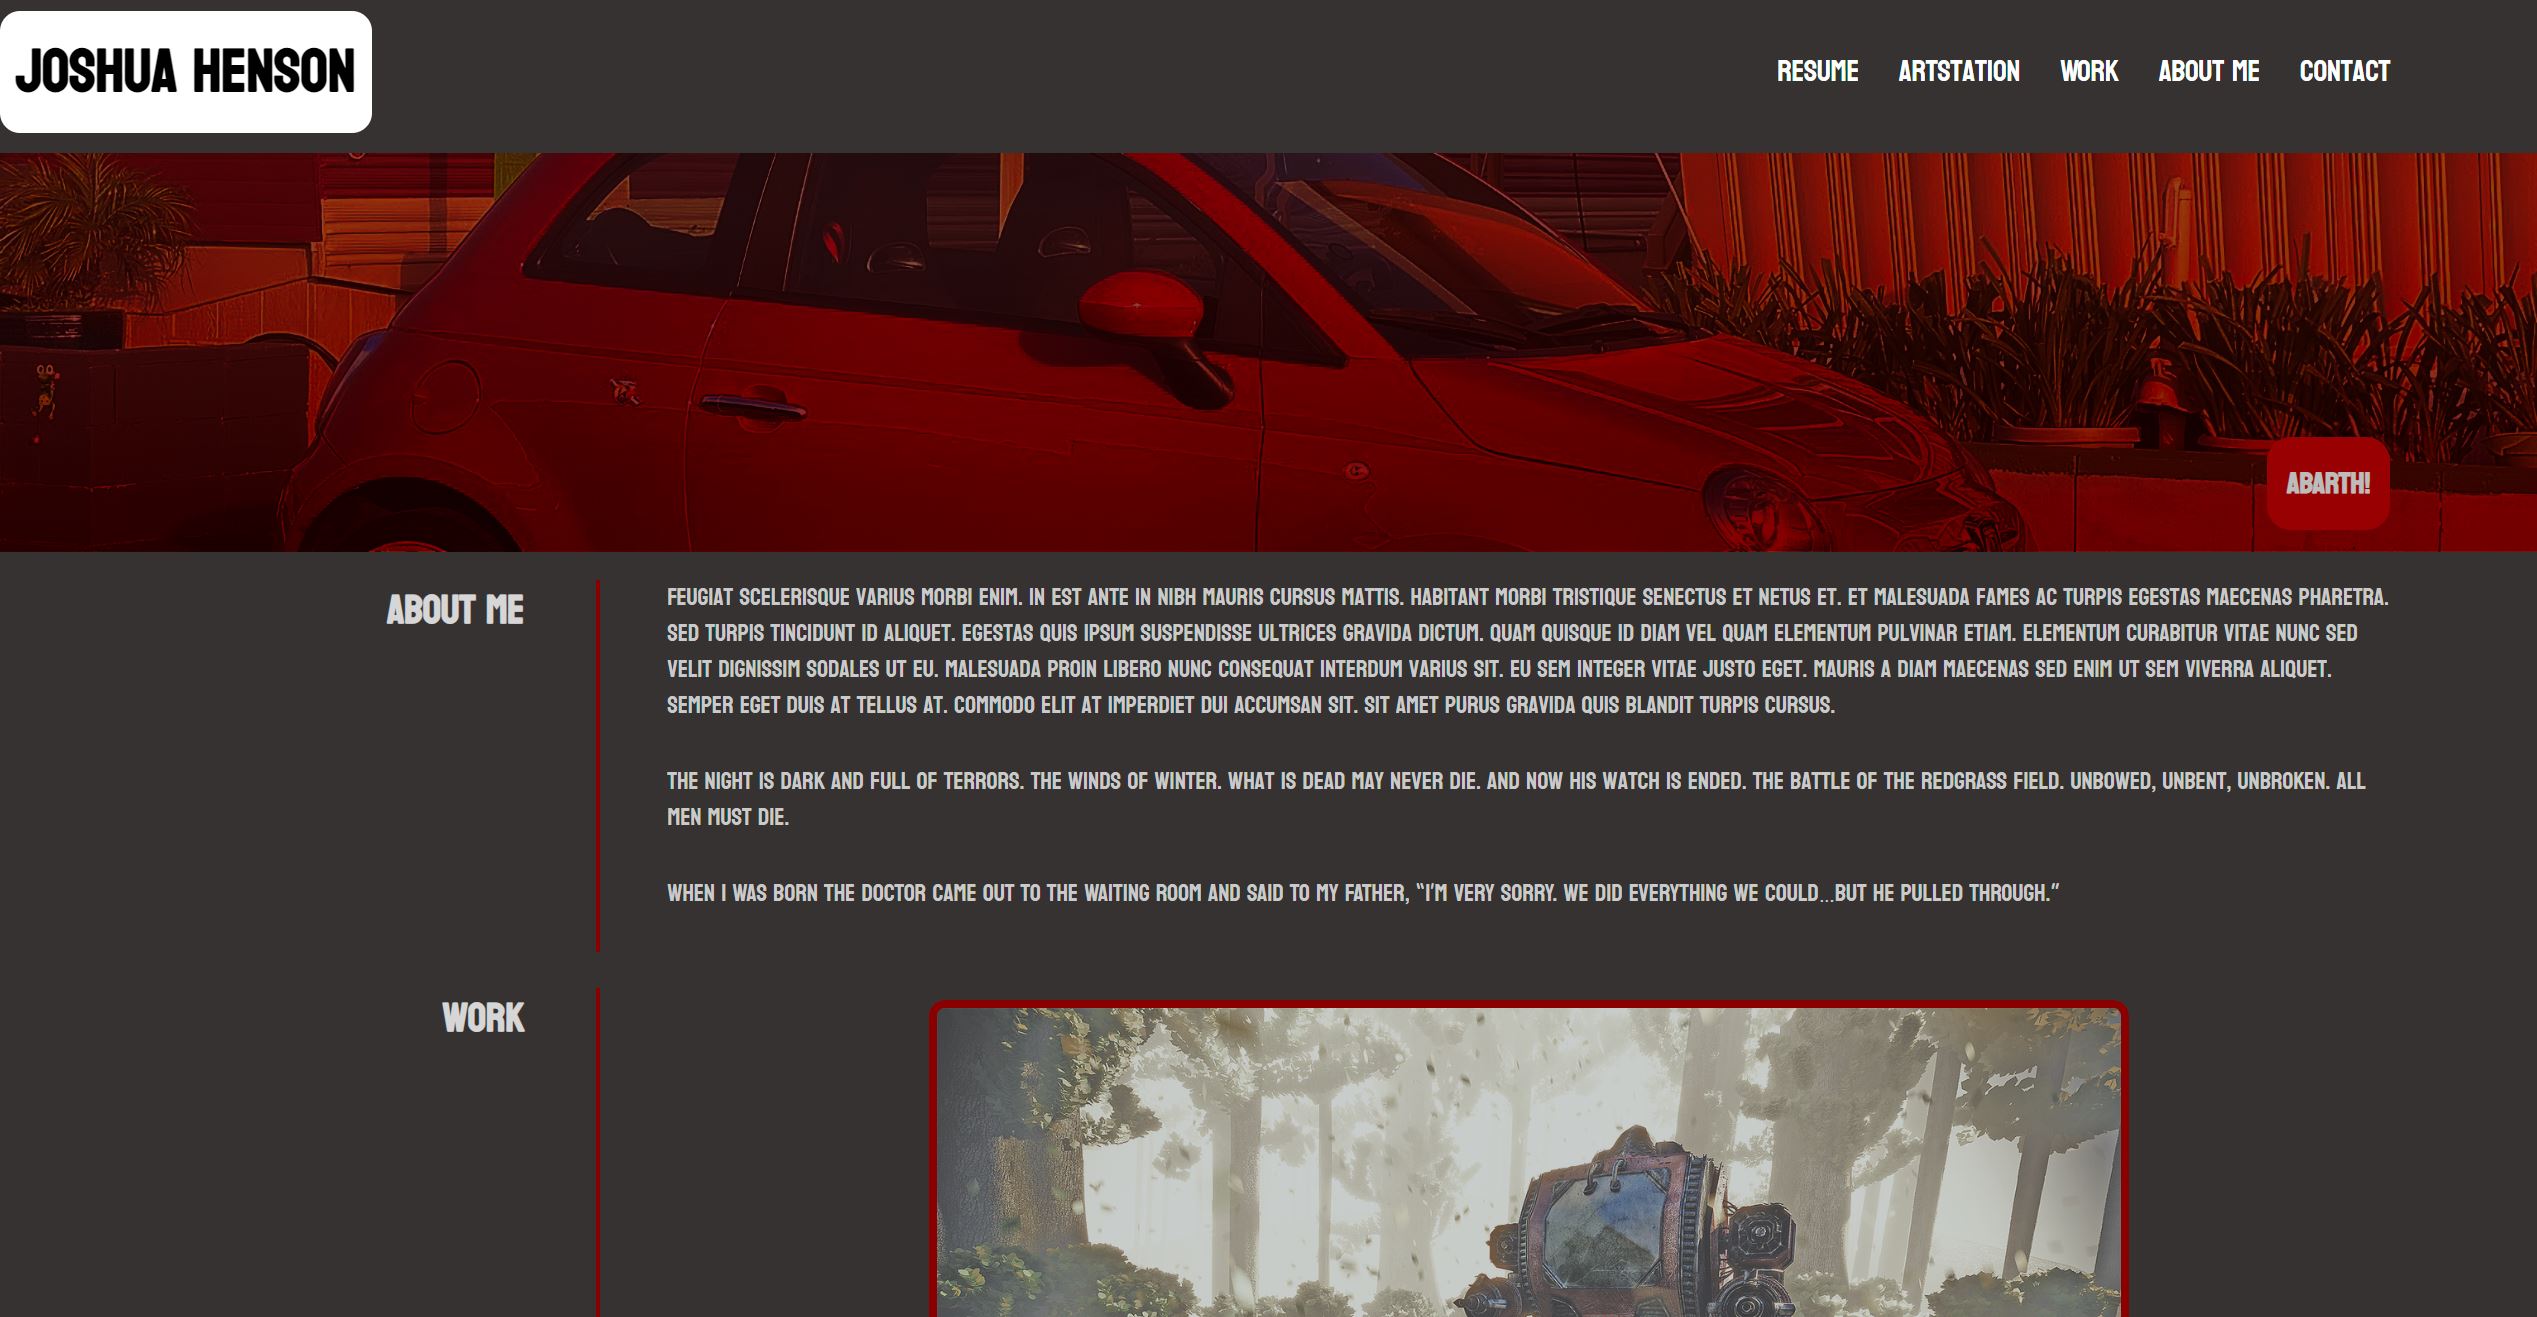 JOSHUA HENSON
RESUME ARTSTATION WORK ABOUT ME CONTACT
ABARTH!
ABOUT ME
FEUGIAT SCELERISQUE VARIUS MORBI ENIM. IN EST ANTE IN NIBH MAURIS CURSUS MATTIS. HABITANT MORBI TRISTIQUE SENECTUS ET NETUS ET. ET MALESUADA FAMES AC TURPIS EGESTAS MAECENAS PHARETRA.
SED TURPIS TINCIDUNT ID ALIQUET. EGESTAS QUIS IPSUM SUSPENDISSE ULTRICES GRAVIDA DICTUM. QUAM QUISQUE ID DIAM VEL QUAM ELEMENTUM PULVINAR ETIAM. ELEMENTUM CURABITUR VITAE NUNC SED
VELIT DIGNISSIM SODALES UT EU. MALESUADA PROIN LIBERO NUNC CONSEQUAT INTERDUM VARIUS SIT. EU SEM INTEGER VITAE JUSTO EGET. MAURIS A DIAM MAECENAS SED ENIM UT SEM VIVERRA ALIQUET.
SEMPER EGET DUIS AT TELLUS AT. COMMODO ELIT AT IMPERDIET DUI ACCUMSAN SIT. SIT AMET PURUS GRAVIDA QUIS BLANDIT TURPIS CURSUS.
THE NIGHT IS DARK AND FULL OF TERRORS. THE WINDS OF WINTER. WHAT IS DEAD MAY NEVER DIE. AND NOW HIS WATCH IS ENDED. THE BATTLE OF THE REDGRASS FIELD. UNBOWED, UNBENT, UNBROKEN. ALL
MEN MUST DIE.
WHEN I WAS BORN THE DOCTOR CAME OUT TO THE WAITING ROOM AND SAID TO MY FATHER, “I’M VERY SORRY. WE DID EVERYTHING WE COULD…BUT HE PULLED THROUGH.”
WORK